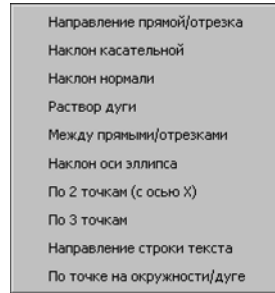 Направление прямой/отрезка
Наклон касательной
Наклон нормали
Раствор дуги
Между прямыми/отрезками
Наклон оси эллипса
По 2 точкам (с осью X)
По 3 точкам
Направление строки текста
По точке на окружности/дуге